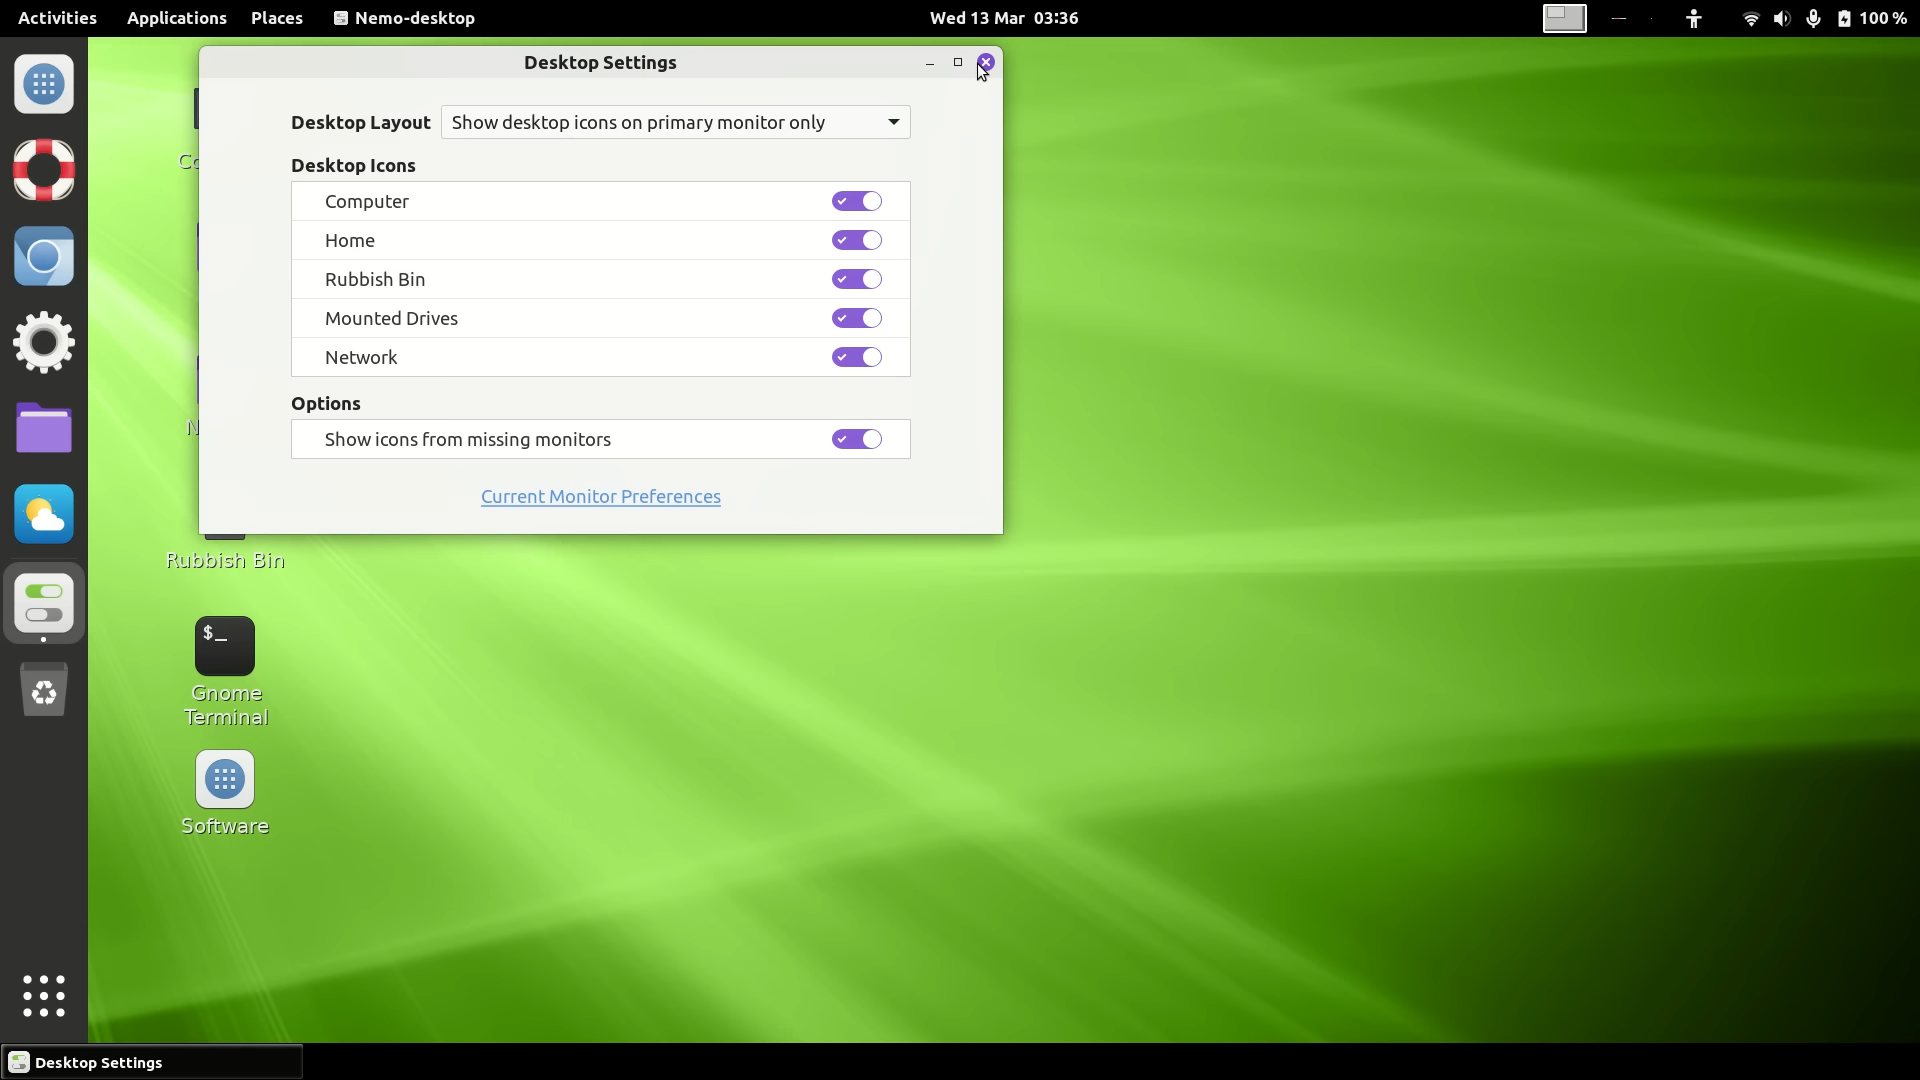 Activities Applications Places Nemo-desktop Wed 13 Mar 03:36 100 %
Desktop Settings
Desktop Layout Show desktop icons on primary monitor only
Desktop Icons
Computer
Home
Rubbish Bin
Mounted Drives
Network
Options
Show icons from missing monitors
Current Monitor Preferences
Rubbish Bin
$_
Gnome
Terminal
Software
Desktop Settings